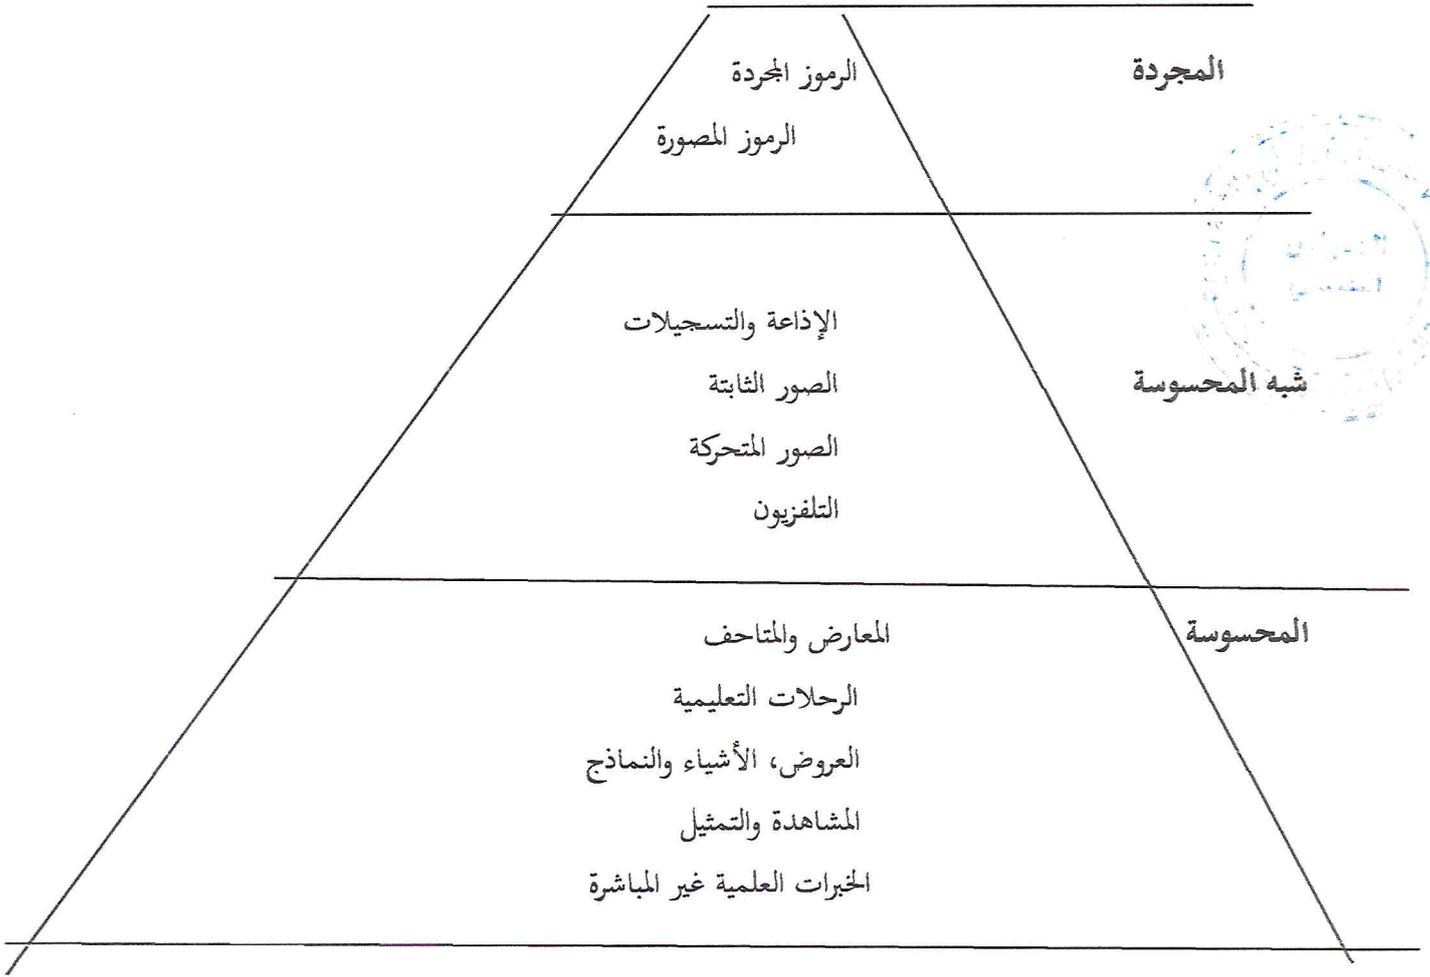 المجردة
الرموز المجردة
الرموز المصورة
شبه المحسوسة
الإذاعة والتسجيلات
الصور الثابتة
الصور المتحركة
التلفزيون
المحسوسة
المعارض والمتاحف
الرحلات التعليمية
العروض، الأشياء والنماذج
المشاهدة والتمثيل
الخبرات العلمية غير المباشرة